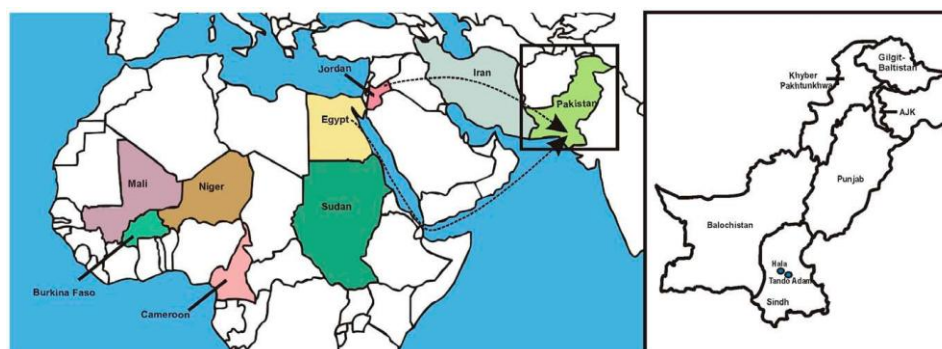 Jordan
Iran
Pakistan
Egypt
Mali
Niger
Sudan
Burkina Faso
Cameroon
Gilgit-
Baltistan
Khyber
Pakhtunkhwa
AJK
Punjab
Balochistan
Hala
Tando Adam
Sindh